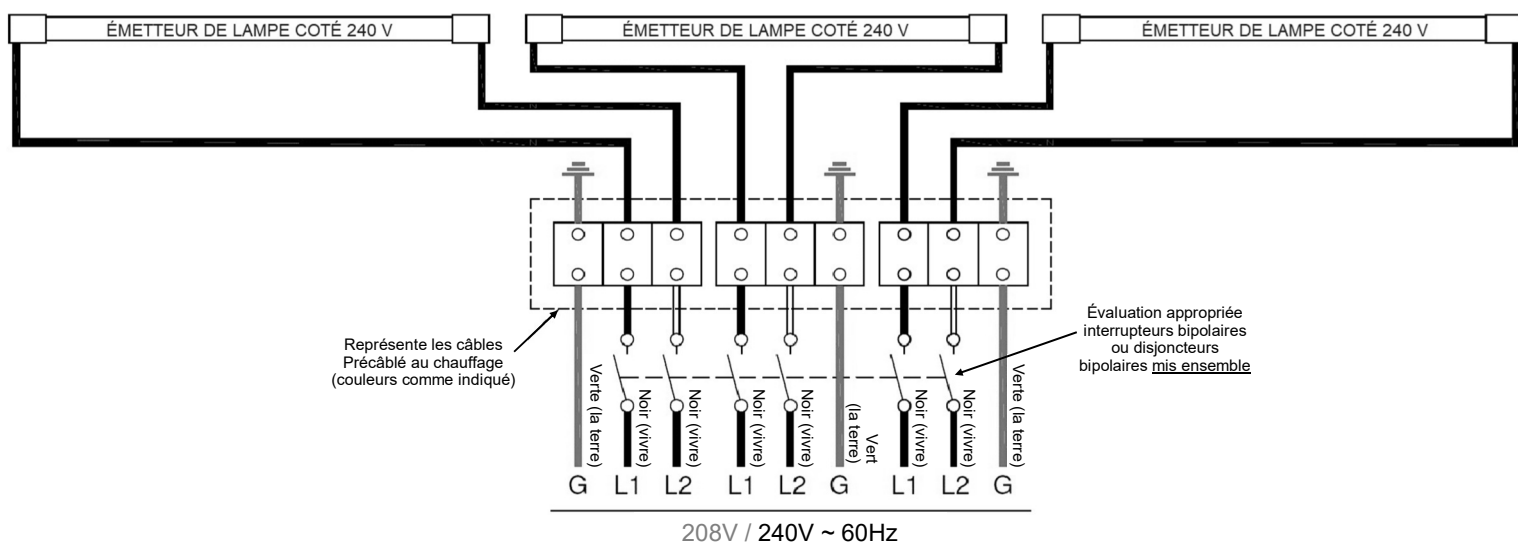 ÉMETTEUR DE LAMPE COTÉ 240 V
ÉMETTEUR DE LAMPE COTÉ 240 V
ÉMETTEUR DE LAMPE COTÉ 240 V
Représente les câbles
Précâblé au chauffage
(couleurs comme indiqué)
Évaluation appropriée
interrupteurs bipolaires
ou disjoncteurs
bipolaires mis ensemble
Verte (la terre)
Noir (vivre)
Noir (vivre)
Noir (vivre)
Noir (vivre)
Vert
(la terre)
Noir (vivre)
Noir (vivre)
Verte (la terre)
G L1 L2 L1 L2 G L1 L2 G
208V / 240V ~ 60Hz